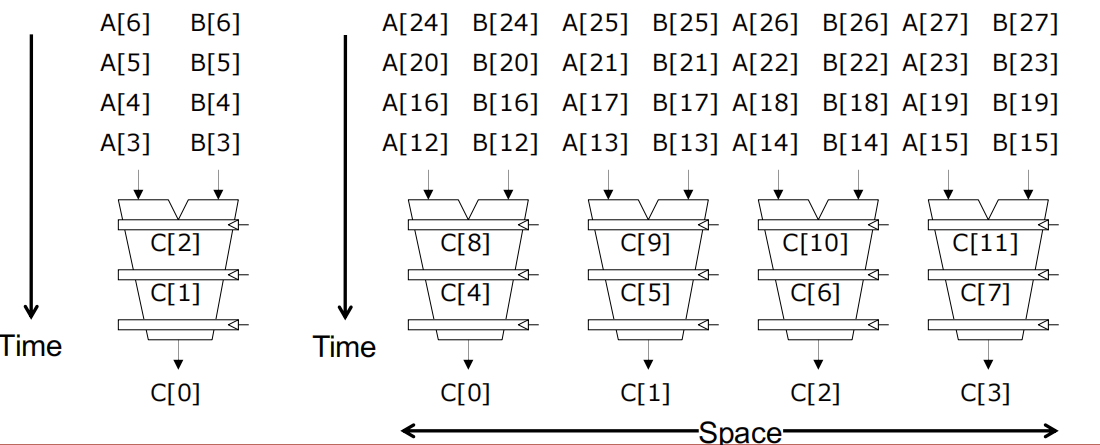 A[6] B[6] A[24] B[24] A[25] B[25] A[26] B[26] A[27] B[27]
A[5] B[5] A[20] B[20] A[21] B[21] A[22] B[22] A[23] B[23]
A[4] B[4] A[16] B[16] A[17] B[17] A[18] B[18] A[19] B[19]
A[3] B[3] A[12] B[12] A[13] B[13] A[14] B[14] A[15] B[15]
C[2] C[8] C[9] C[10] C[11]
C[1] C[4] C[5] C[6] C[7]
Time Time
C[0] C[0] C[1] C[2] C[3]
Space